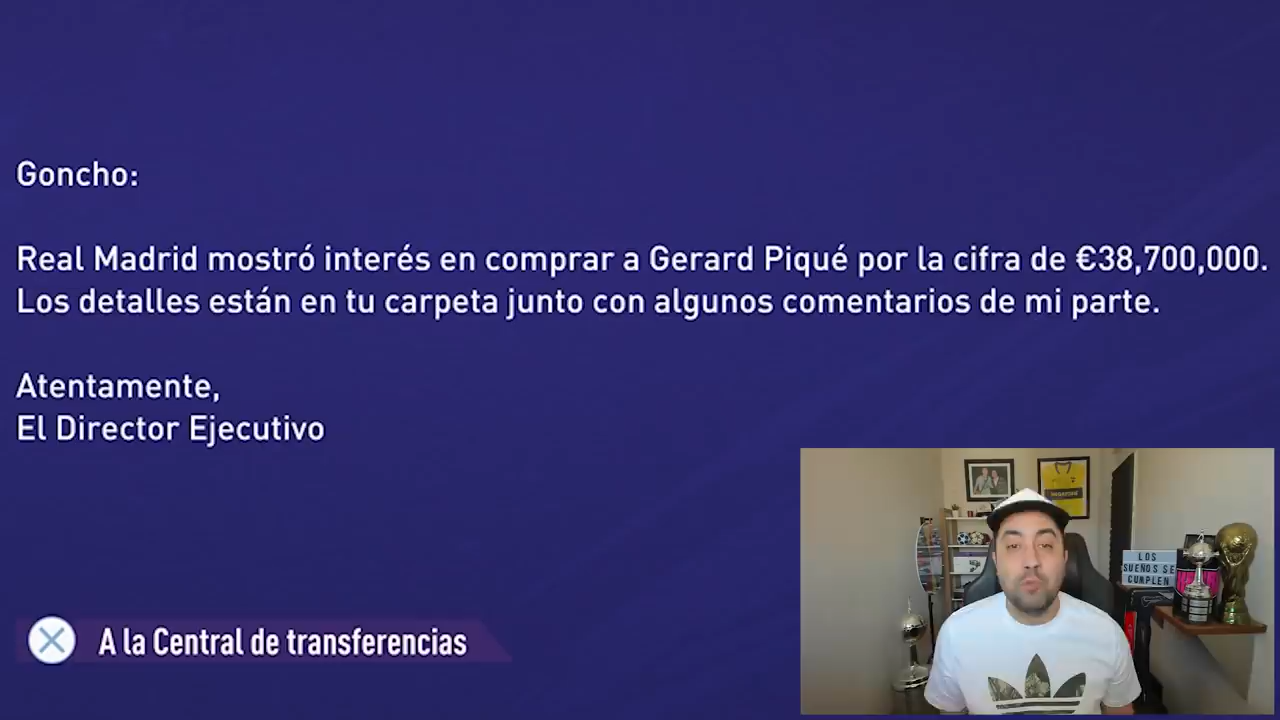 Goncho:
Real Madrid mostró interés en comprar a Gerard Piqué por la cifra de €38,700,000.
Los detalles están en tu carpeta junto con algunos comentarios de mi parte.
Atentamente,
El Director Ejecutivo
A la Central de transferencias
LOS
SUEÑOS SE
CUMPLEN